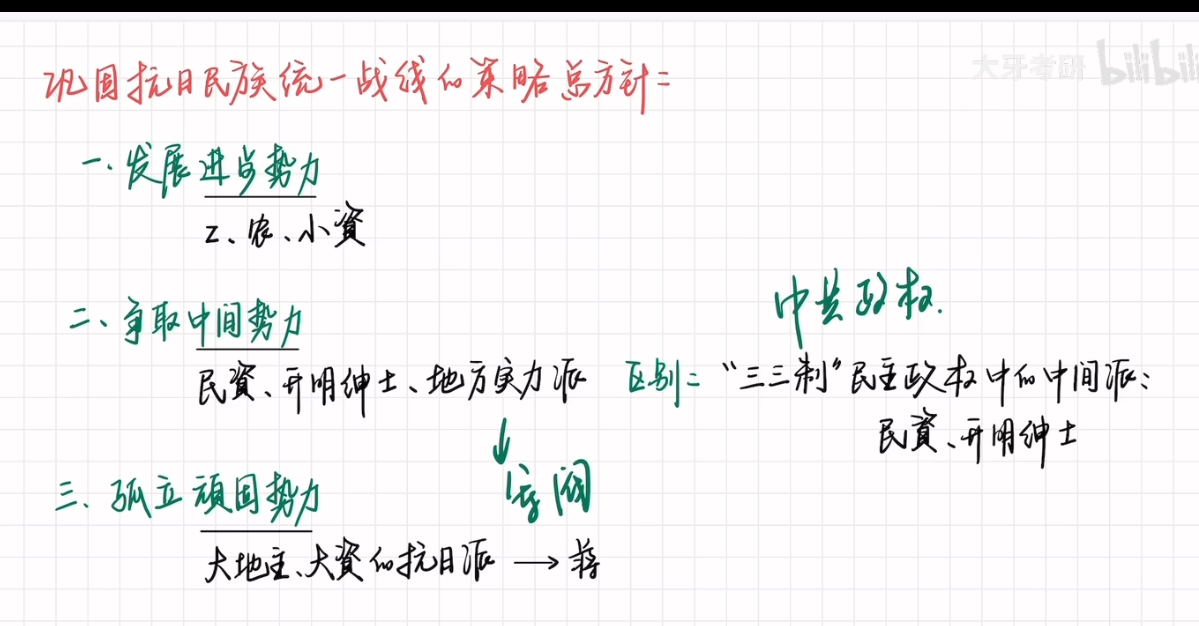 大牙考研 bilibili
巩固抗日民族统一战线的策略总方针：
一、发展进步势力
工、农、小资
二、争取中间势力
中共政权.
民资、开明绅士、地方实力派 区别：“三三制”民主政权中的中间派：
民资、开明绅士
↓
军阀
三、孤立顽固势力
大地主、大资的抗日派 → 蒋